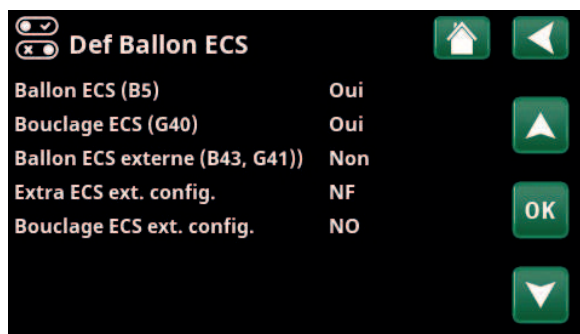 Def Ballon ECS
Ballon ECS (B5) Oui
Bouclage ECS (G40) Oui
Ballon ECS externe (B43, G41)) Non
Extra ECS ext. config. NF
Bouclage ECS ext. config. NO
OK